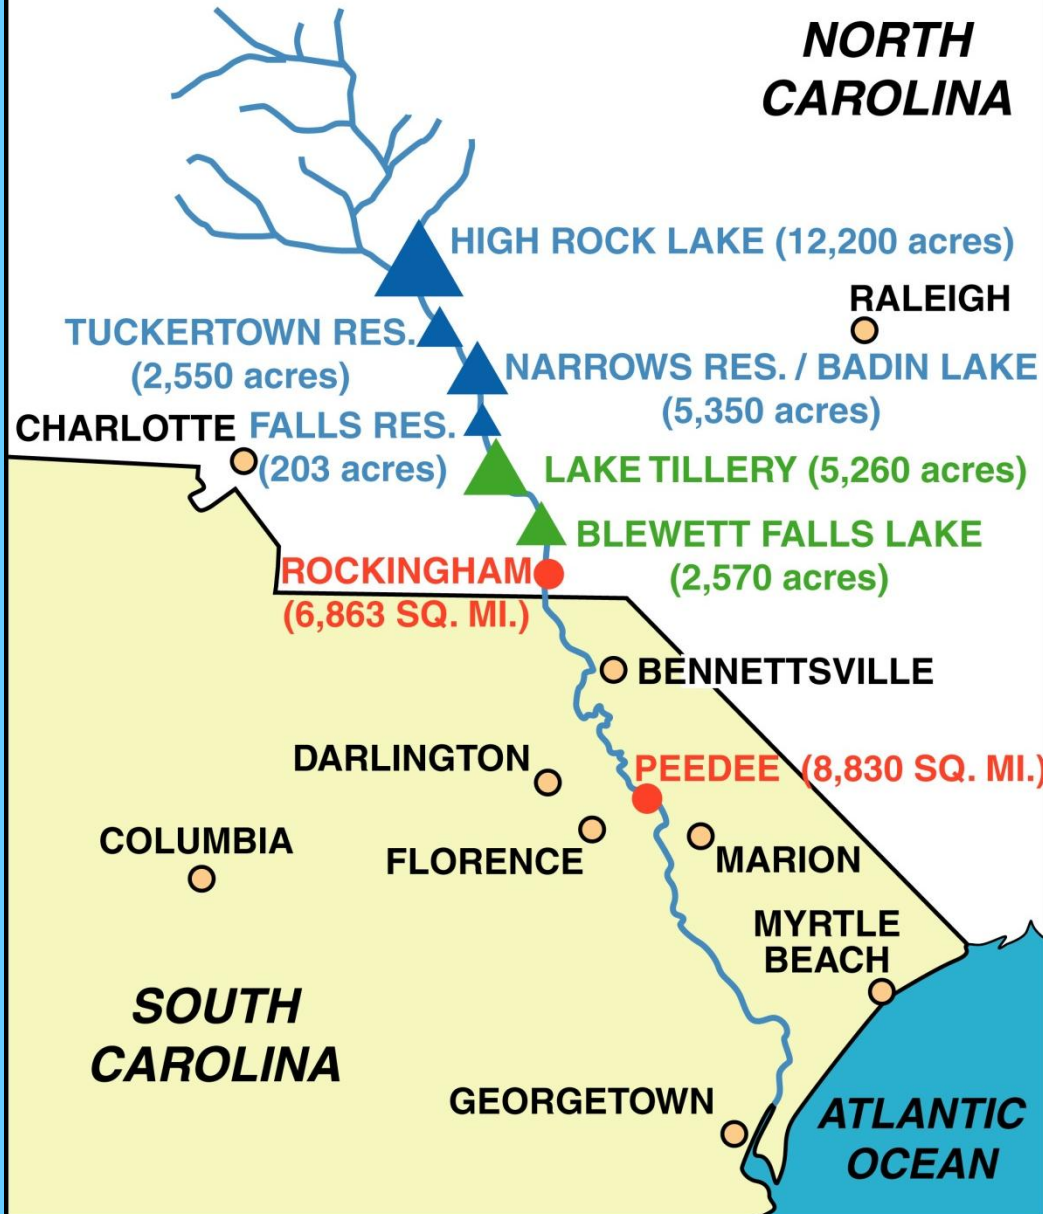 NORTH
CAROLINA
HIGH ROCK LAKE (12,200 acres)
RALEIGH
TUCKERTOWN RES.
(2,550 acres)
NARROWS RES. / BADIN LAKE
(5,350 acres)
CHARLOTTE
FALLS RES.
(203 acres)
LAKE TILLERY (5,260 acres)
BLEWETT FALLS LAKE
(2,570 acres)
ROCKINGHAM
(6,863 SQ. MI.)
BENNETTSVILLE
DARLINGTON
PEEDEE (8,830 SQ. MI.)
COLUMBIA
FLORENCE
MARION
MYRTLE
BEACH
SOUTH
CAROLINA
GEORGETOWN
ATLANTIC
OCEAN